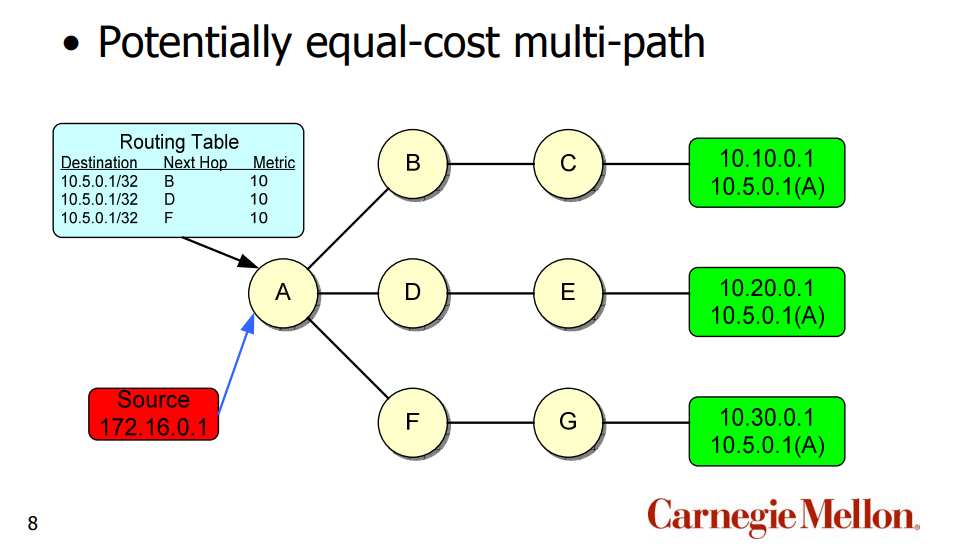 • Potentially equal-cost multi-path
Routing Table
Destination Next Hop Metric
10.5.0.1/32 B 10
10.5.0.1/32 D 10
10.5.0.1/32 F 10
B
C
10.10.0.1
10.5.0.1(A)
A
D
E
10.20.0.1
10.5.0.1(A)
Source
172.16.0.1
F
G
10.30.0.1
10.5.0.1(A)
8
Carnegie Mellon.